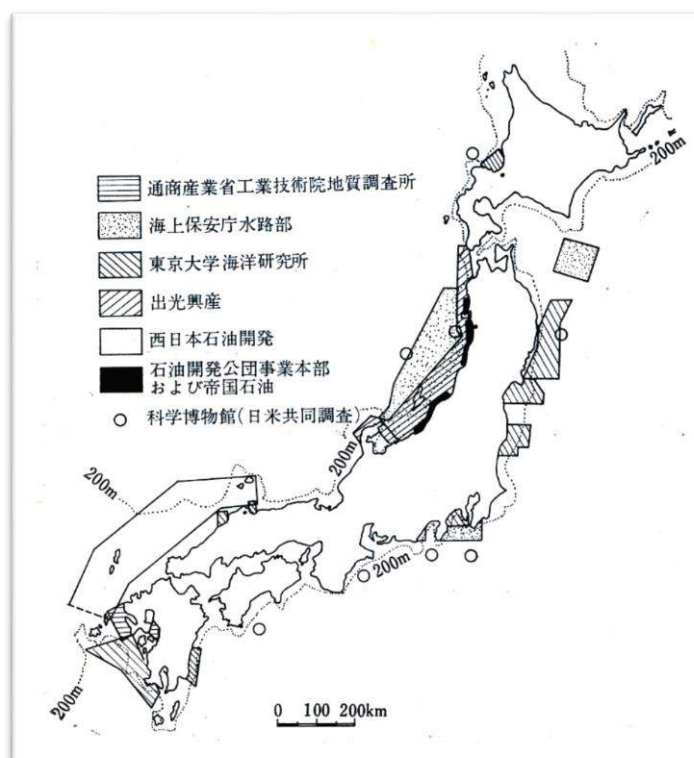 通商産業省工業技術院地質調査所
海上保安庁水路部
東京大学海洋研究所
出光興産
西日本石油開発
石油開発公団事業本部
および帝国石油
科学博物館(日米共同調査)
200m
200m
200m
200m
200m
0 100 200km